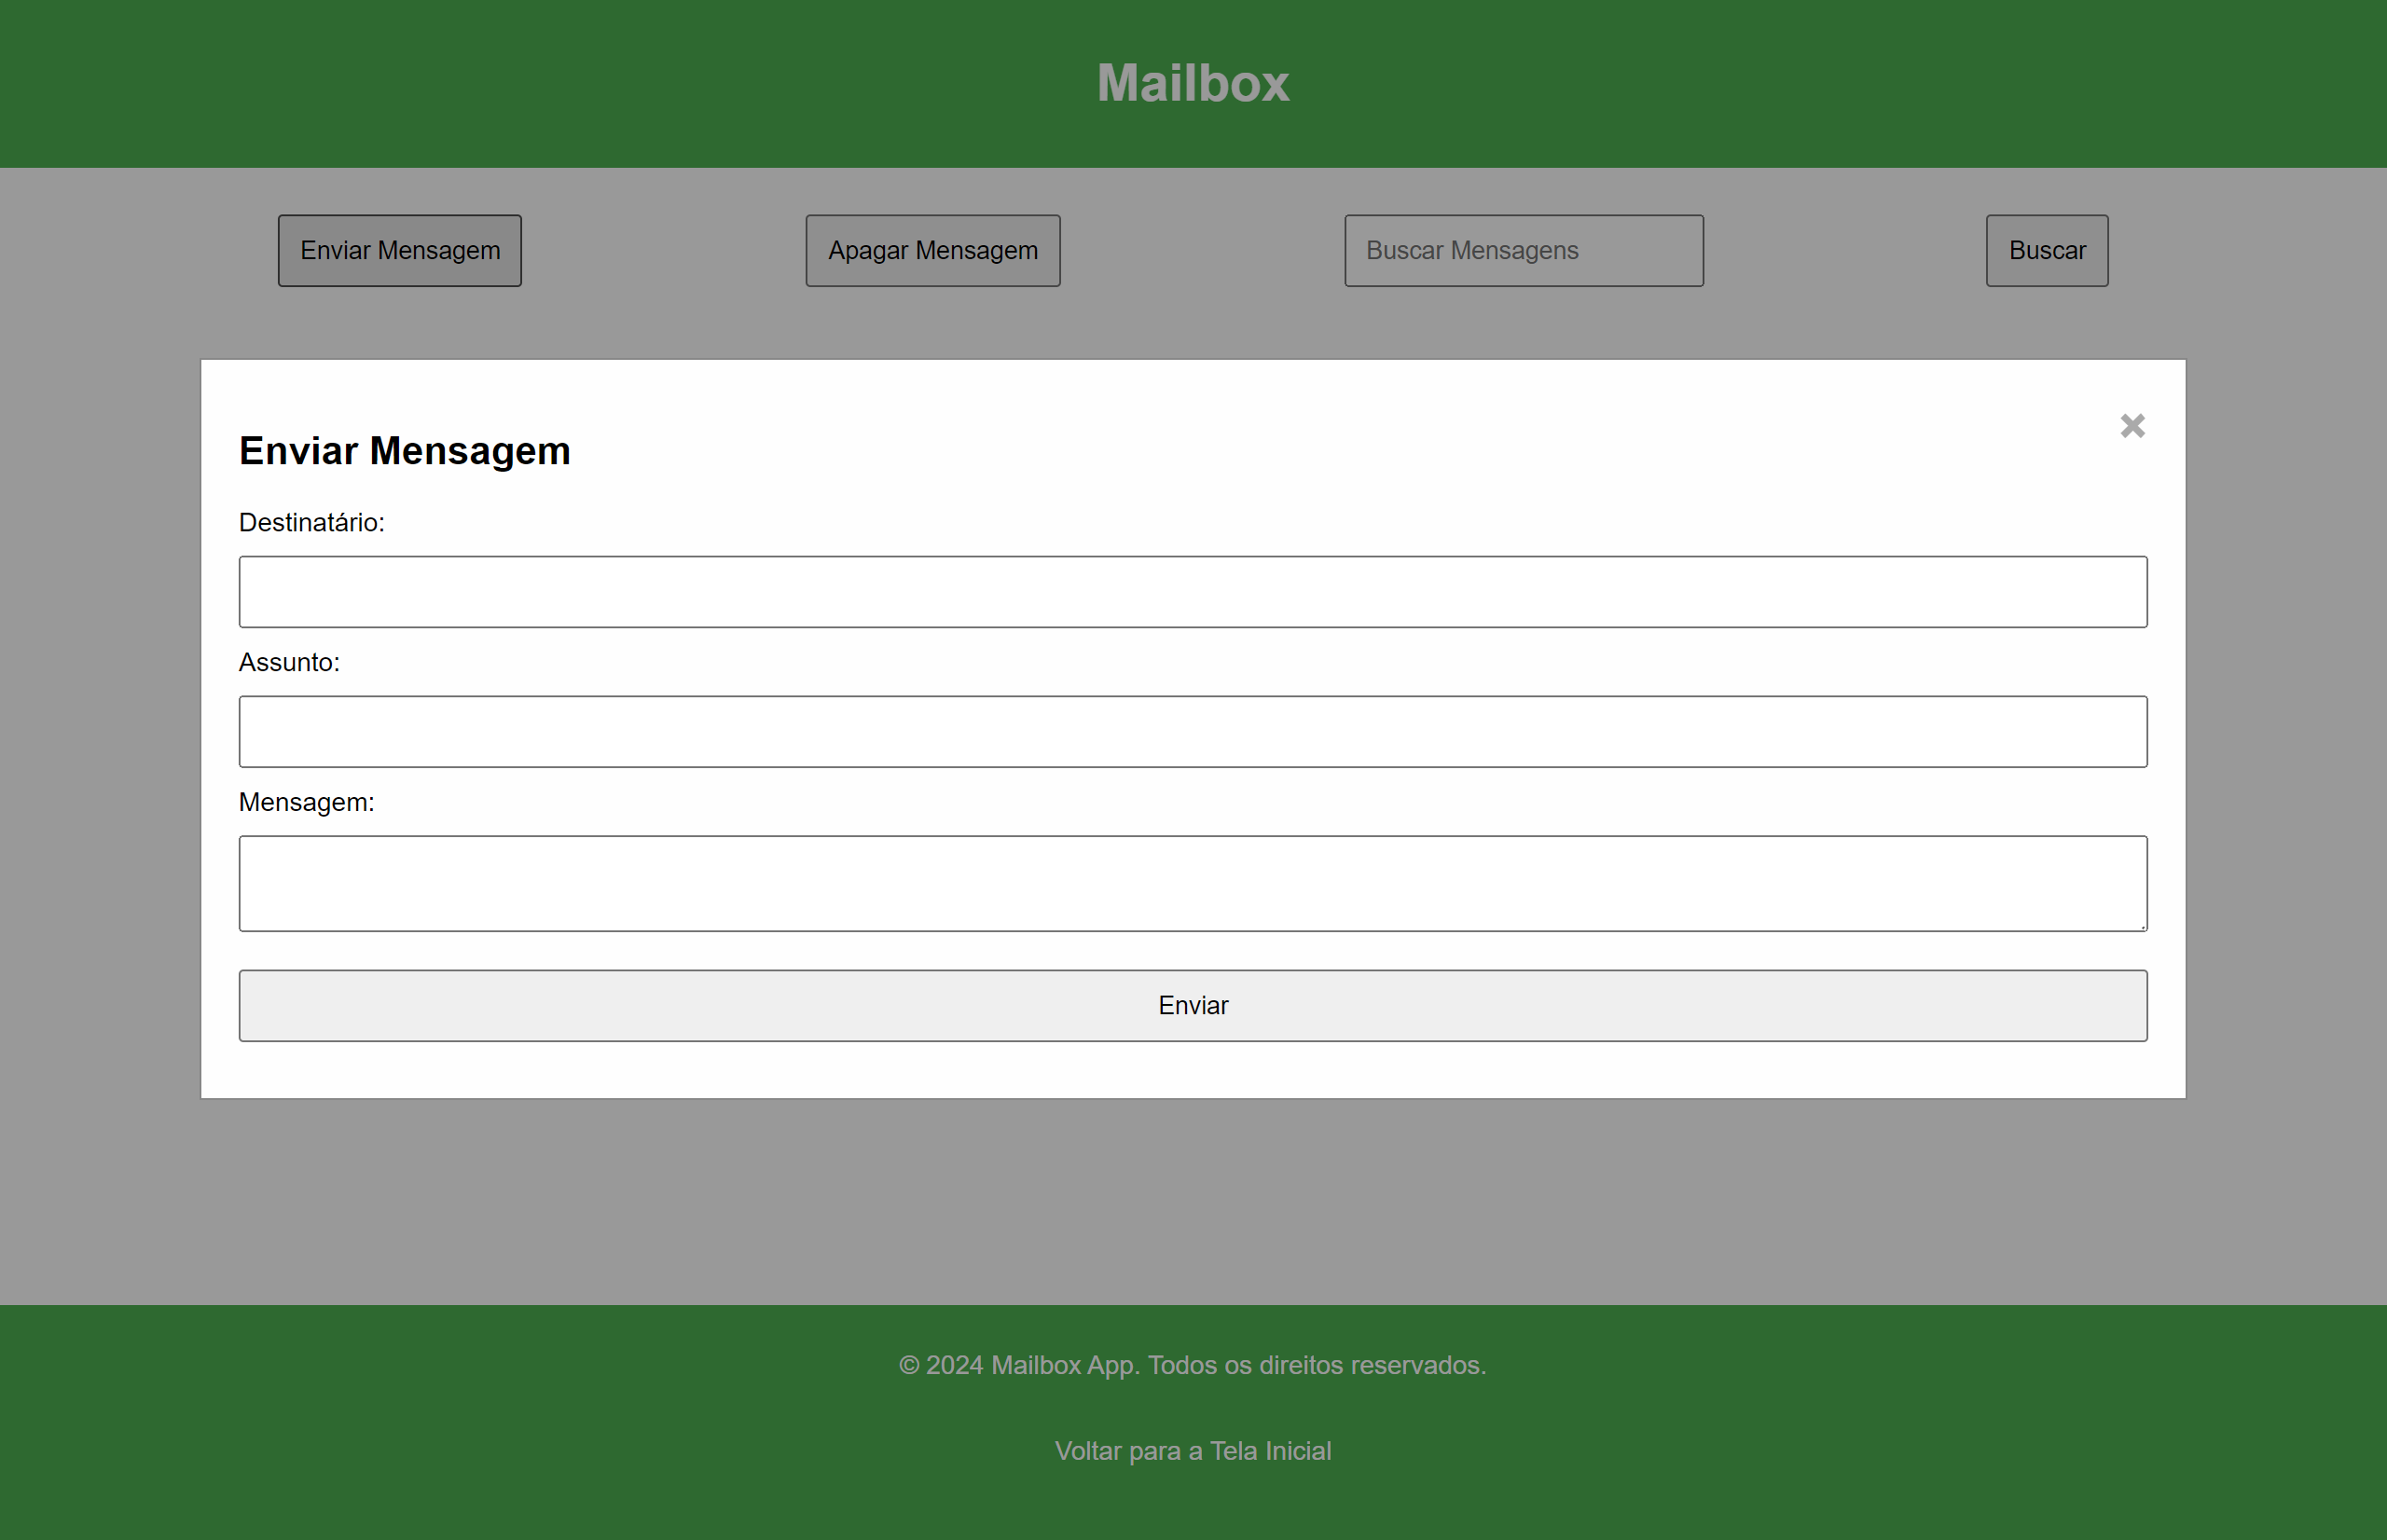 Mailbox
Enviar Mensagem
Apagar Mensagem
Buscar Mensagens
Buscar
×
Enviar Mensagem
Destinatário:
Assunto:
Mensagem:
Enviar
© 2024 Mailbox App. Todos os direitos reservados.
Voltar para a Tela Inicial